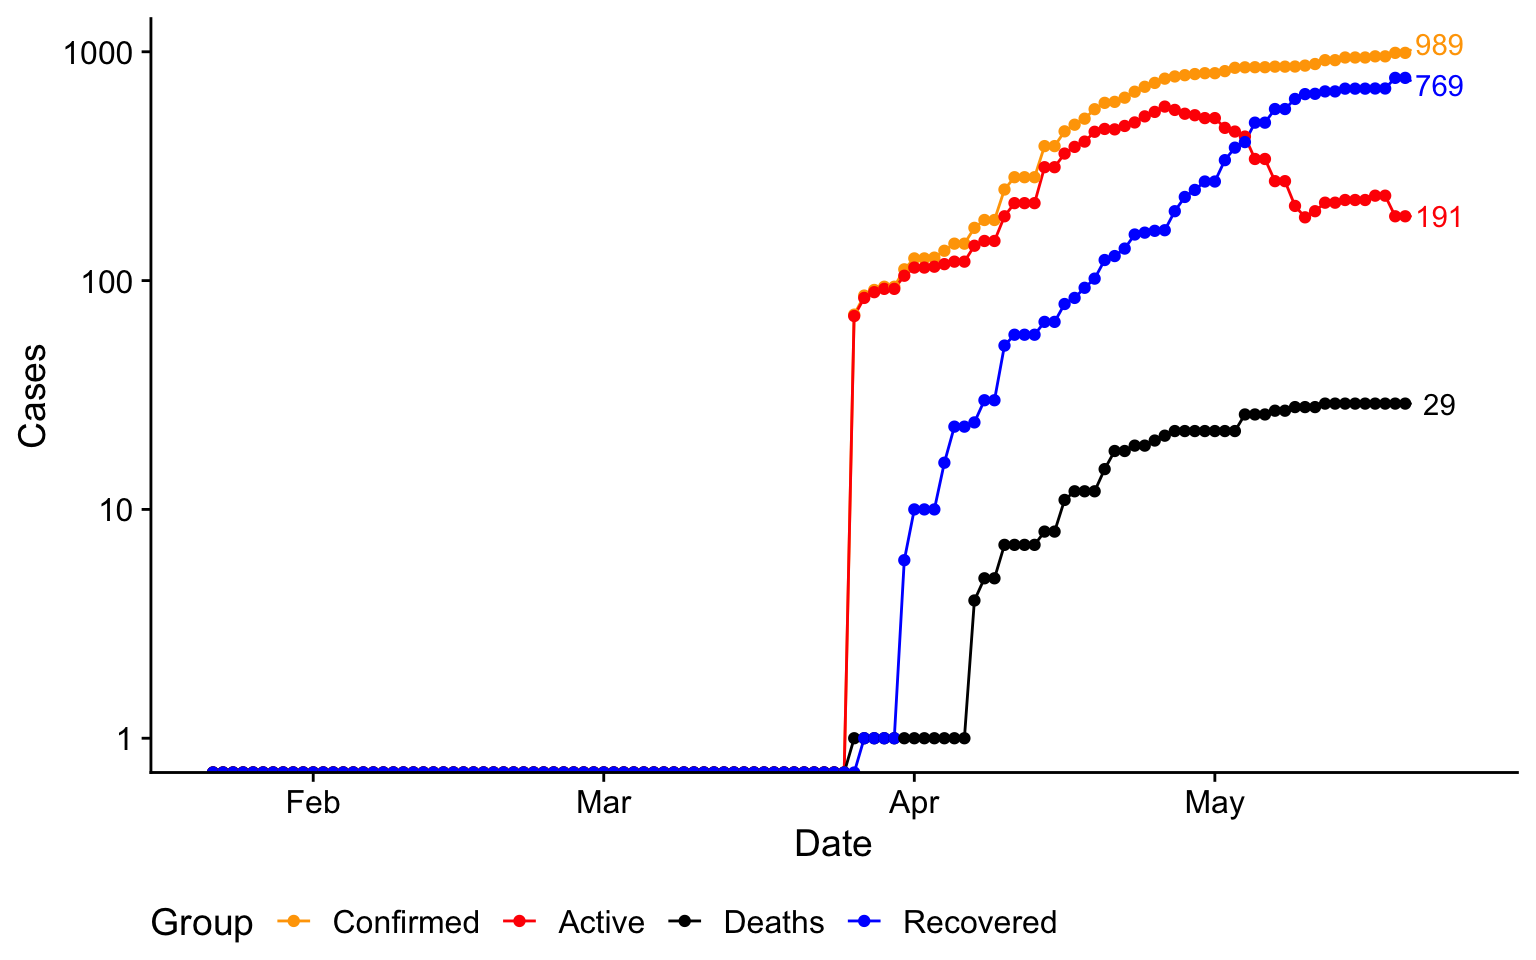 1000
100
10
1
Cases
989
769
191
29
Feb Mar Apr May
Date
Group Confirmed Active Deaths Recovered